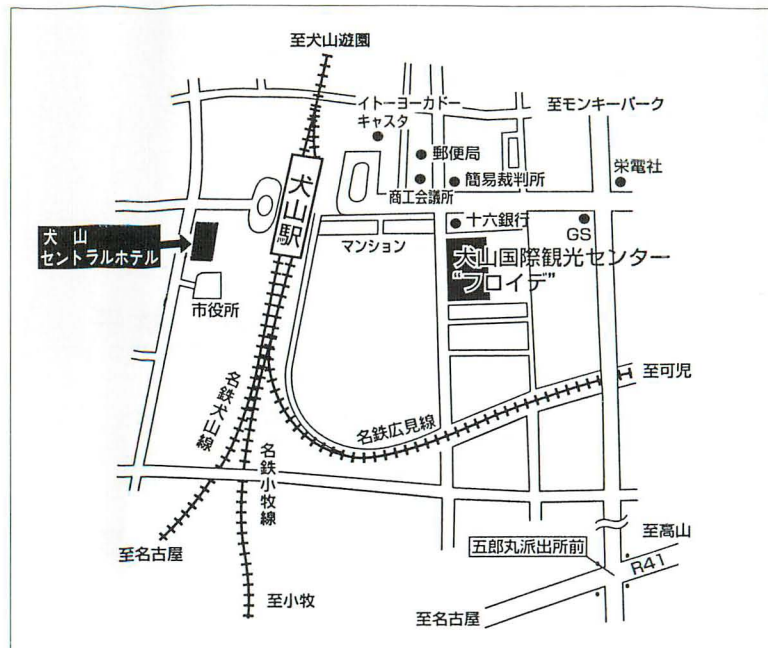 至犬山遊園
イトーヨーカドー
キャスタ
至モンキーパーク
郵便局
栄電社
簡易裁判所
商工会議所
犬山駅
十六銀行
GS
マンション
犬山
セントラルホテル
犬山国際観光センター
"フロイデ"
市役所
至可児
名鉄広見線
名鉄犬山線
名鉄小牧線
至名古屋
至高山
五郎丸派出所前
R41
至小牧
至名古屋